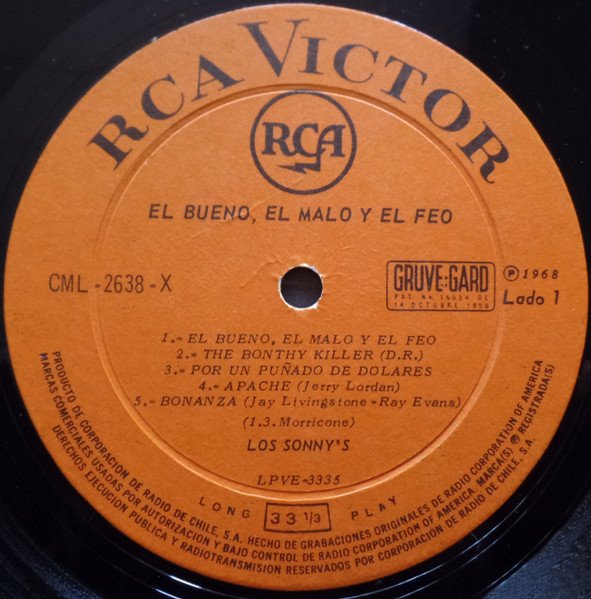 RCA VICTOR
RCA
EL BUENO, EL MALO Y EL FEO
CML-2638-X
GRUVE-GARD
PAT. No. 16034 DE
14 OCTUBRE 1956
℗ 1968
Lado 1
1.- EL BUENO, EL MALO Y EL FEO
2.- THE BONTHY KILLER (D.R.)
3.- POR UN PUÑADO DE DOLARES
4.- APACHE (Jerry Lordan)
5.- BONANZA (Jay Livingstone -Ray Evans)
(1.3. Morricone)
LOS SONNY'S
LPVE-3335
LONG 33 1/3 PLAY
PRODUCTO DE CORPORACION DE RADIO DE CHILE, S.A. HECHO DE GRABACIONES ORIGINALES DE RADIO CORPORATION OF AMERICA
MARCAS COMERCIALES USADAS POR AUTORIZACION Y BAJO CONTROL DE RADIO CORPORATION OF AMERICA, MARCA(S) ® REGISTRADA(S)
DERECHOS EJECUCION PUBLICA Y RADIOTRANSMISION RESERVADOS POR CORPORACION DE RADIO DE CHILE, S.A.